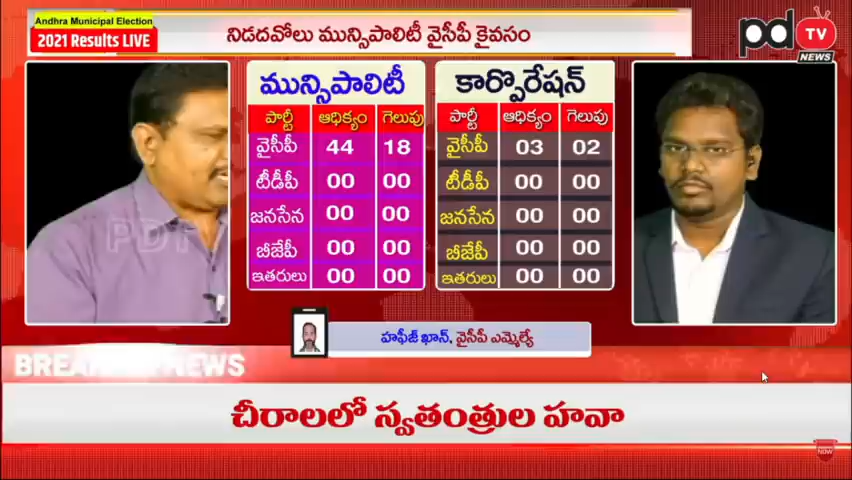 Andhra Municipal Election
2021 Results LIVE
నిడదవోలు మున్సిపాలిటీ వైసీపీ కైవసం
pd TV
NEWS
మున్సిపాలిటీ
పార్టీ ఆధిక్యం గెలుపు
వైసీపీ 44 18
టీడీపీ 00 00
జనసేన 00 00
బీజేపీ 00 00
ఇతరులు 00 00
కార్పొరేషన్
పార్టీ ఆధిక్యం గెలుపు
వైసీపీ 03 02
టీడీపీ 00 00
జనసేన 00 00
బీజేపీ 00 00
ఇతరులు 00 00
PDTV
హఫీజ్ ఖాన్, వైసీపీ ఎమ్మెల్యే
NEWS
చీరాలలో స్వతంత్రుల హవా
NOW